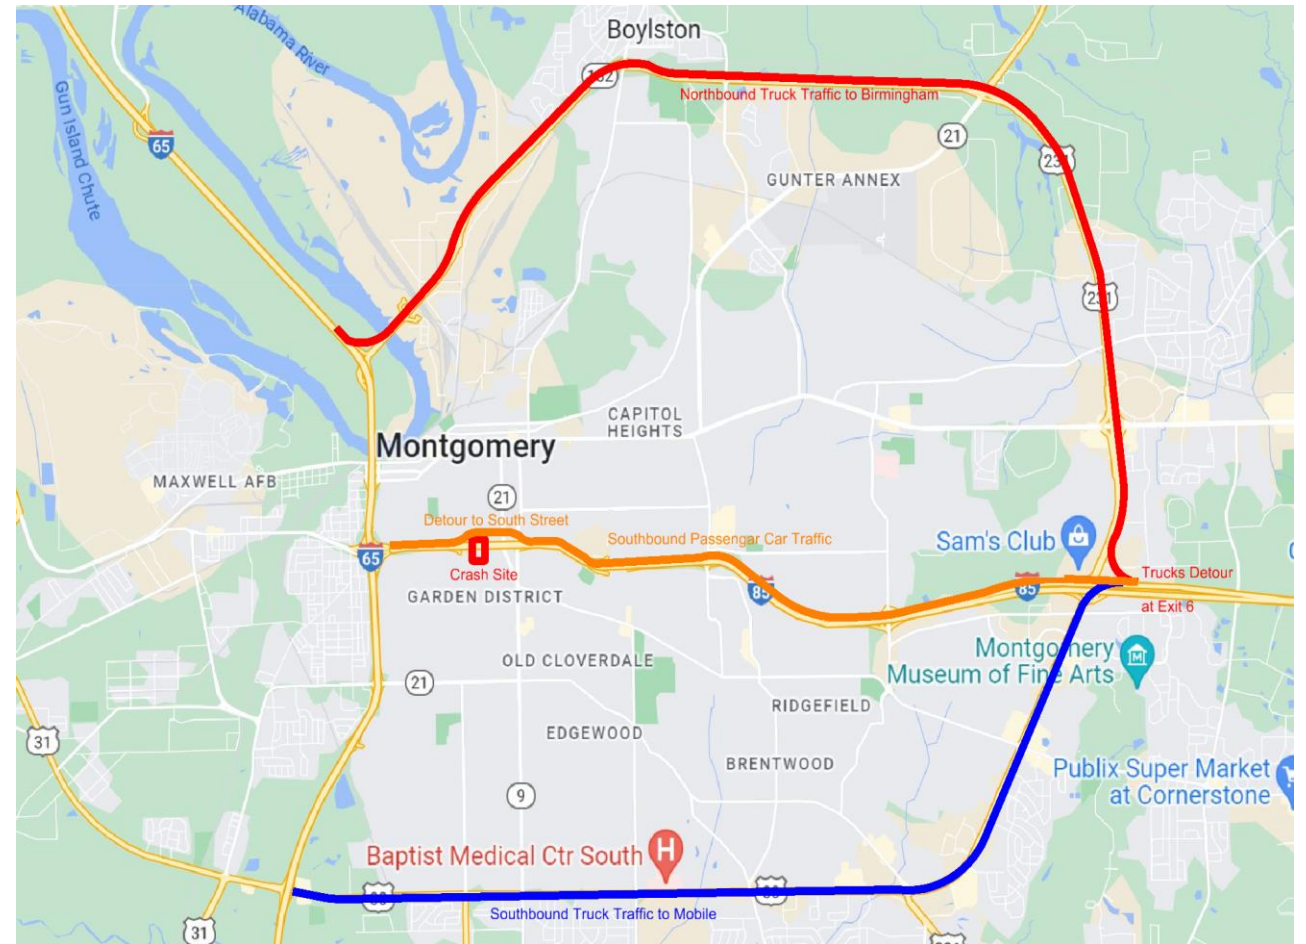 Boylston
Alabama River
152
Northbound Truck Traffic to Birmingham
Gun Island Chute
65
21
231
GUNTER ANNEX
231
CAPITOL
HEIGHTS
Montgomery
MAXWELL AFB
21
Detour to South Street
Southbound Passengar Car Traffic
Sam's Club
65
Crash Site
85
85
Trucks Detour
at Exit 6
GARDEN DISTRICT
Montgomery
Museum of Fine Arts
OLD CLOVERDALE
21
RIDGEFIELD
31
EDGEWOOD
BRENTWOOD
Publix Super Market
at Cornerstone
9
Baptist Medical Ctr South
H
80
80
Southbound Truck Traffic to Mobile
31